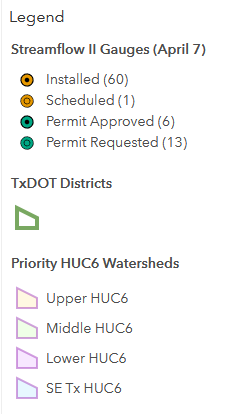 Legend
Streamflow II Gauges (April 7)
Installed (60)
Scheduled (1)
Permit Approved (6)
Permit Requested (13)
TxDOT Districts
Priority HUC6 Watersheds
Upper HUC6
Middle HUC6
Lower HUC6
SE Tx HUC6